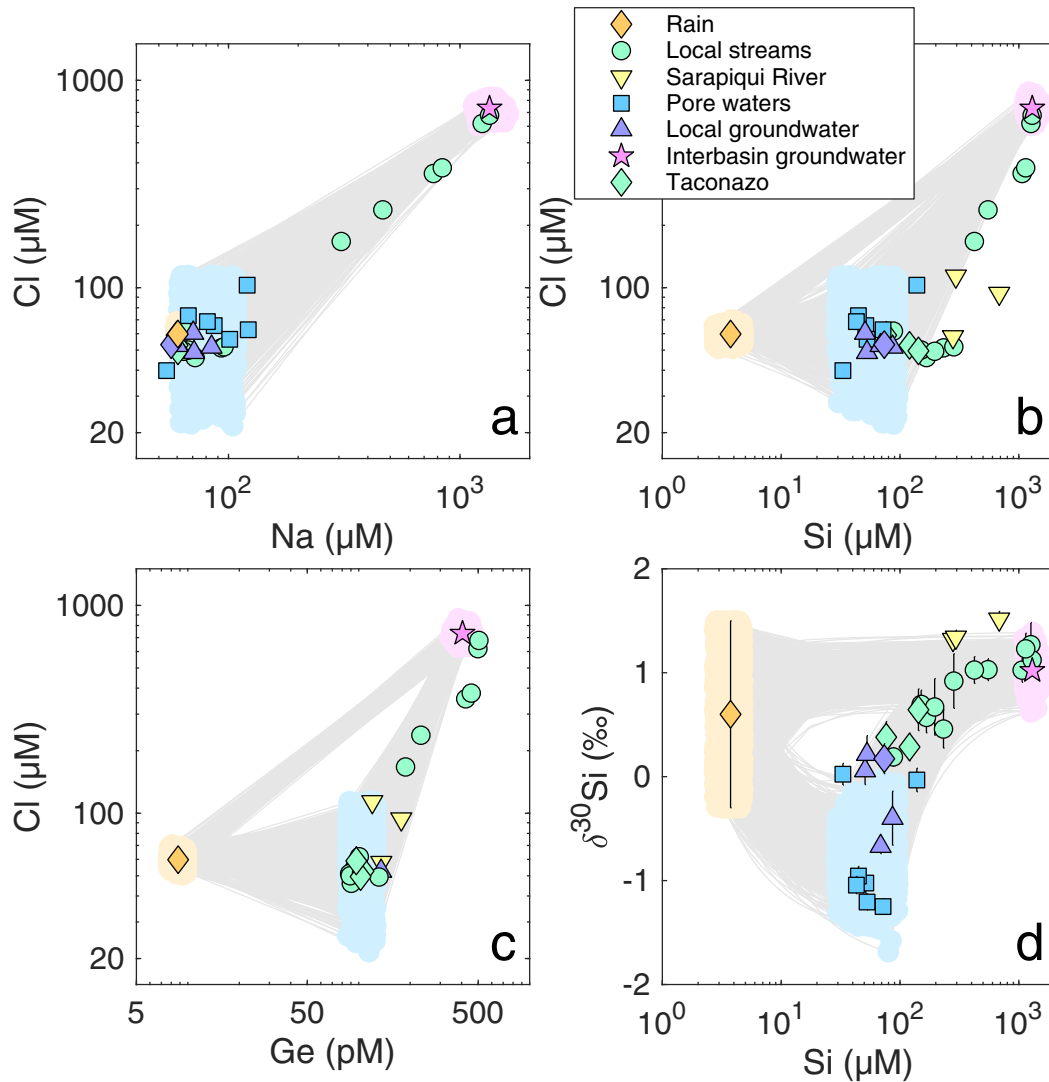 Rain
Local streams
Sarapiqui River
Pore waters
Local groundwater
Interbasin groundwater
Taconazo
1000
100
20
Cl (µM)
10²
10³
Na (µM)
a
1000
100
20
Cl (µM)
10⁰
10¹
10²
10³
Si (µM)
b
1000
100
20
Cl (µM)
5
50
500
Ge (pM)
c
2
1
0
-1
-2
δ³⁰Si (‰)
10⁰
10¹
10²
10³
Si (µM)
d